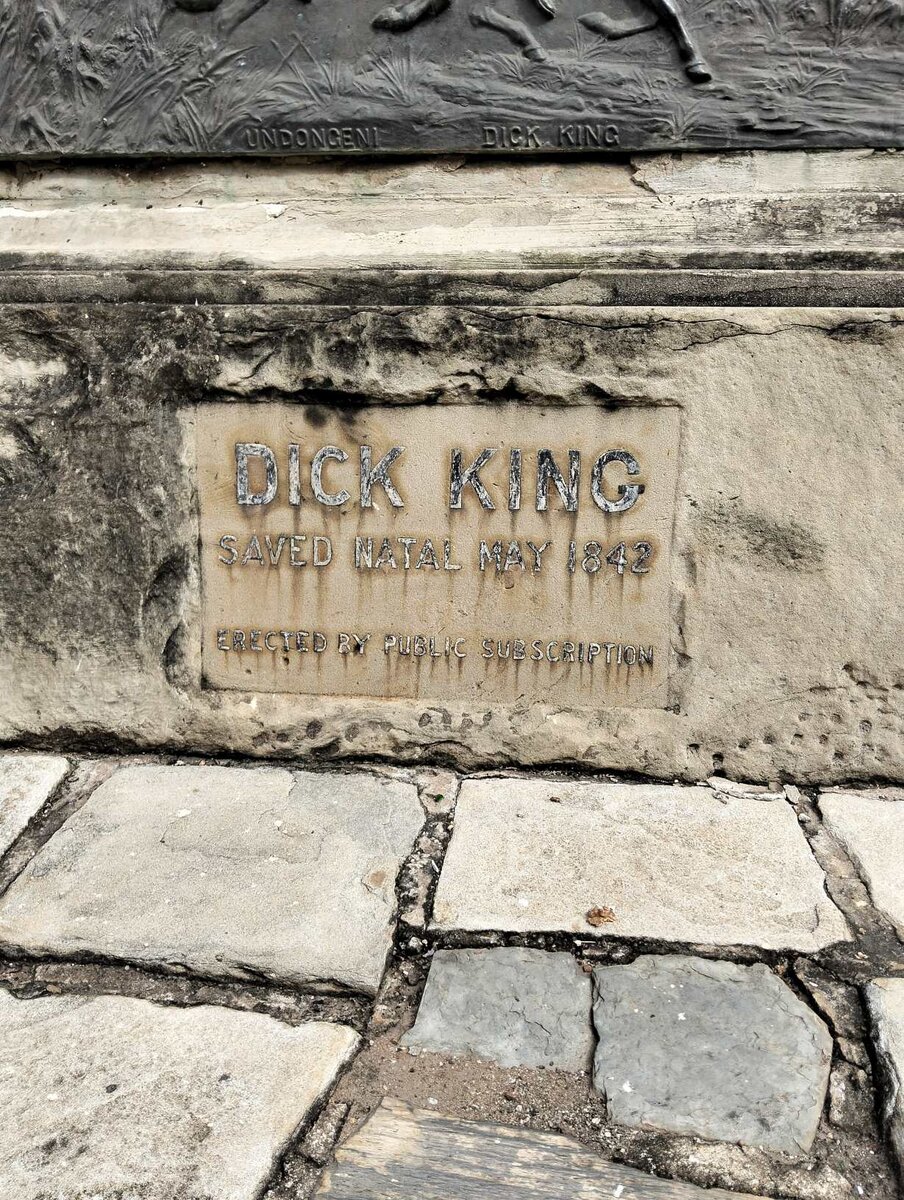 UNDONGENI DICK KING
DICK KING
SAVED NATAL MAY 1842
ERECTED BY PUBLIC SUBSCRIPTION